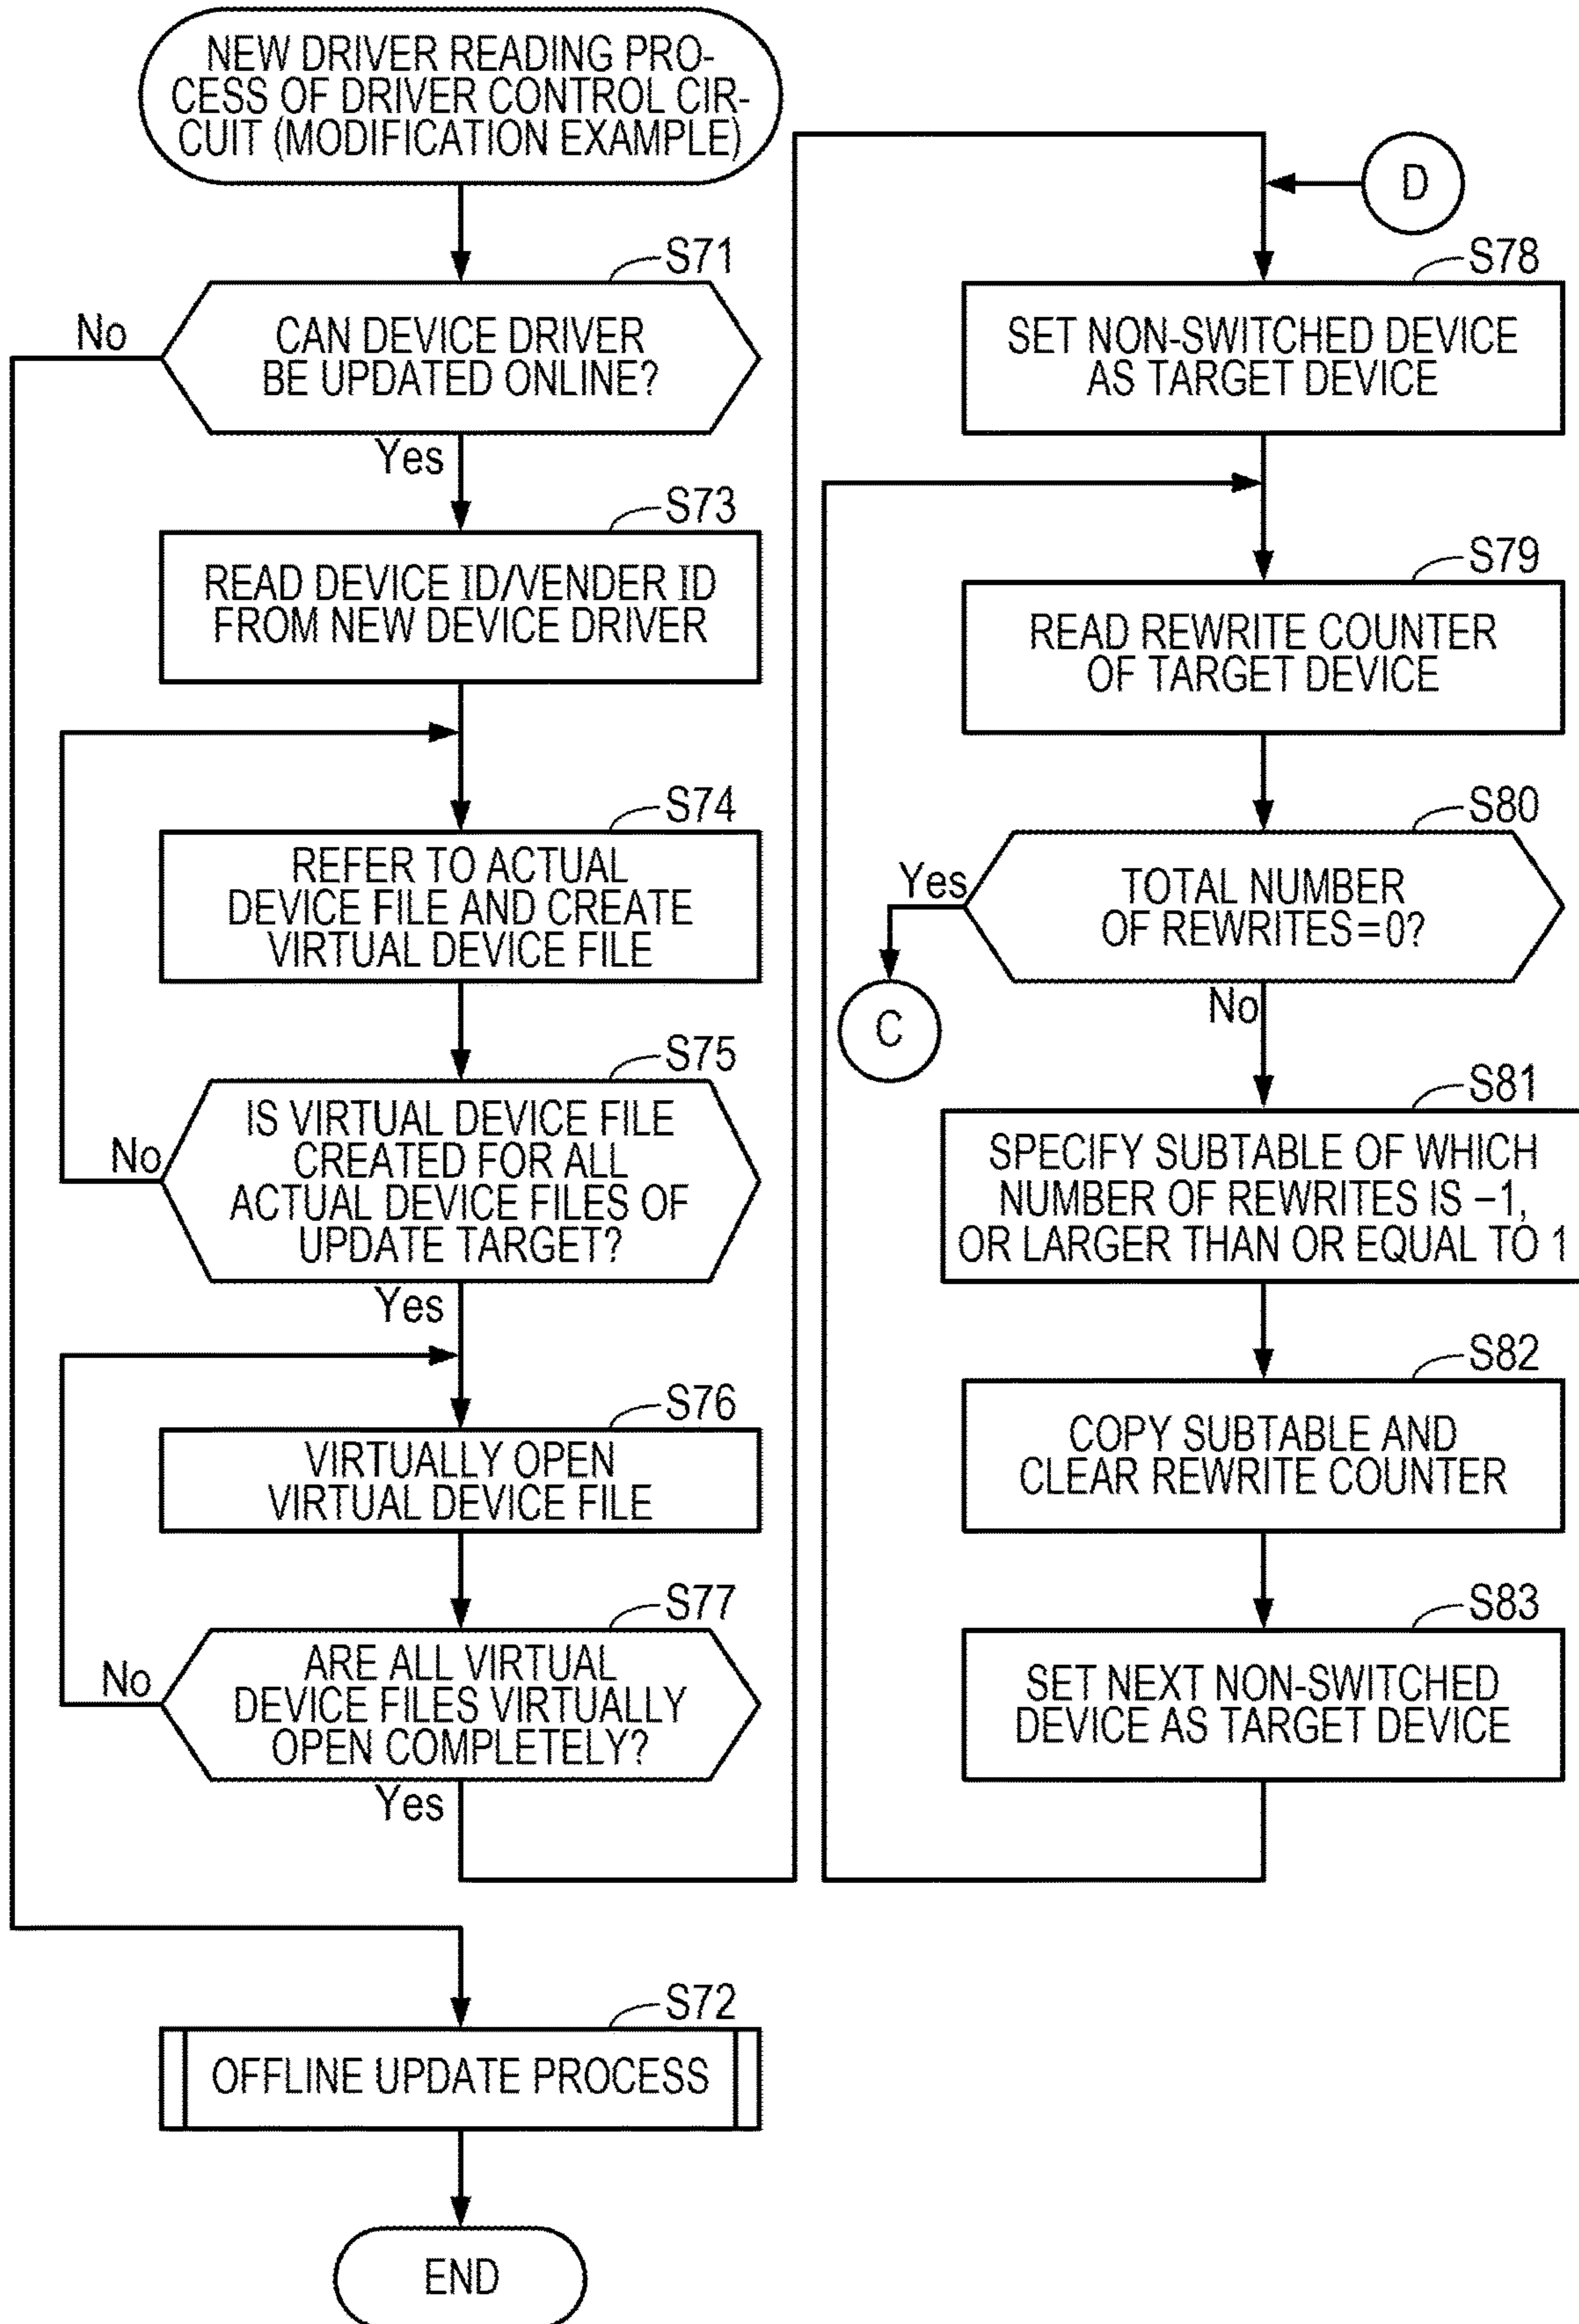 NEW DRIVER READING PRO-
CESS OF DRIVER CONTROL CIR-
CUIT (MODIFICATION EXAMPLE)
S71
No
CAN DEVICE DRIVER
BE UPDATED ONLINE?
Yes
S73
READ DEVICE ID/VENDER ID
FROM NEW DEVICE DRIVER
S74
REFER TO ACTUAL
DEVICE FILE AND CREATE
VIRTUAL DEVICE FILE
S75
No
IS VIRTUAL DEVICE FILE
CREATED FOR ALL
ACTUAL DEVICE FILES OF
UPDATE TARGET?
Yes
S76
VIRTUALLY OPEN
VIRTUAL DEVICE FILE
S77
No
ARE ALL VIRTUAL
DEVICE FILES VIRTUALLY
OPEN COMPLETELY?
Yes
S72
OFFLINE UPDATE PROCESS
END
D
S78
SET NON-SWITCHED DEVICE
AS TARGET DEVICE
S79
READ REWRITE COUNTER
OF TARGET DEVICE
S80
Yes
TOTAL NUMBER
OF REWRITES=0?
C
No
S81
SPECIFY SUBTABLE OF WHICH
NUMBER OF REWRITES IS −1,
OR LARGER THAN OR EQUAL TO 1
S82
COPY SUBTABLE AND
CLEAR REWRITE COUNTER
S83
SET NEXT NON-SWITCHED
DEVICE AS TARGET DEVICE